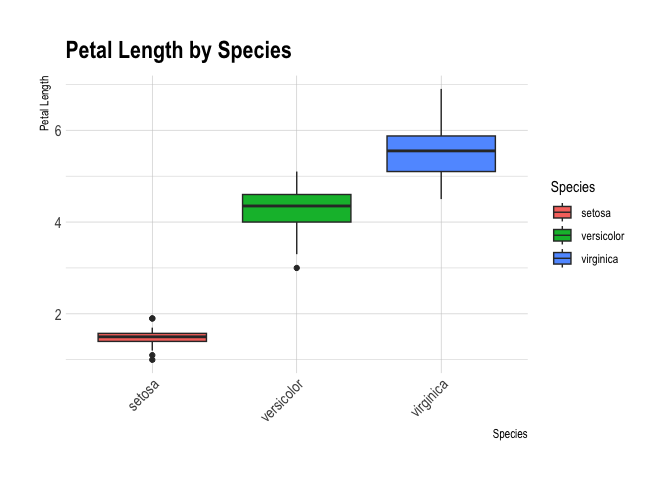 Petal Length by Species
Petal Length
6
4
2
setosa
versicolor
virginica
Species
Species
setosa
versicolor
virginica